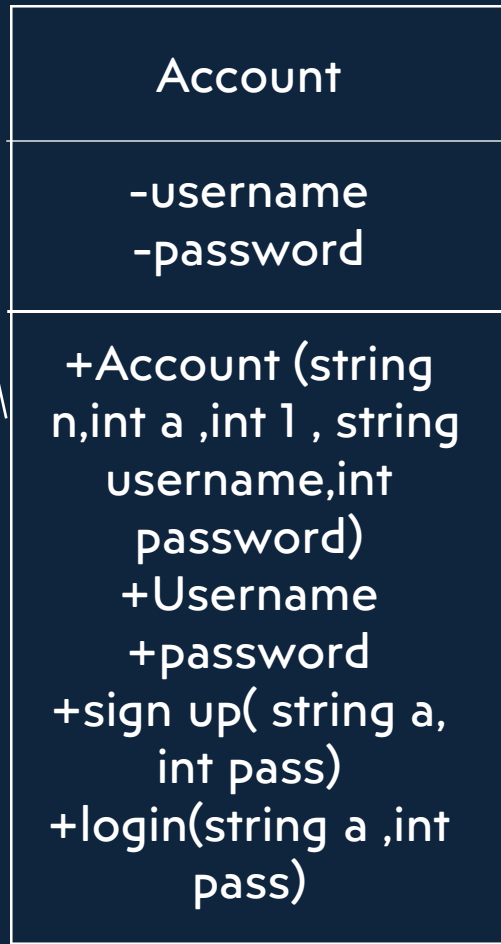 Account
-username
-password
+Account (string
n,int a ,int 1 , string
username,int
password)
+Username
+password
+sign up( string a,
int pass)
+login(string a ,int
pass)